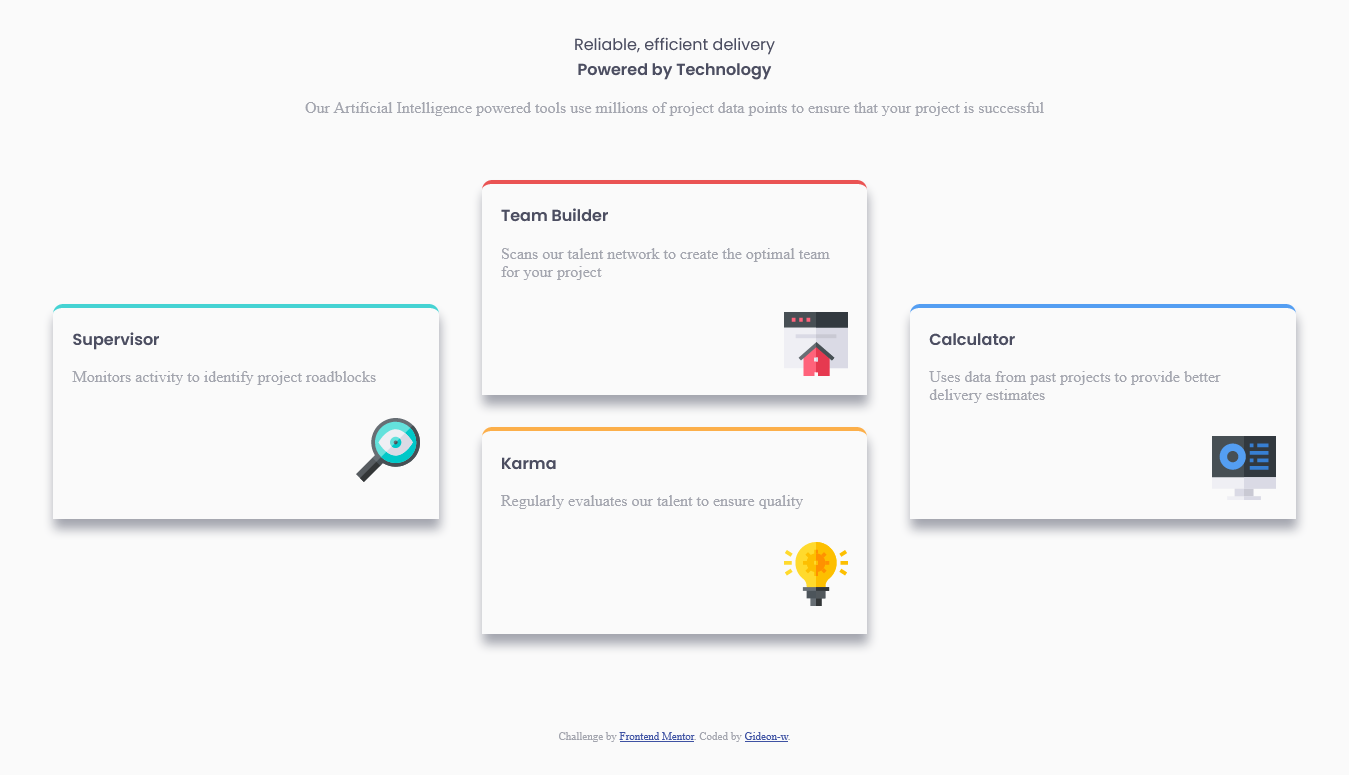 Reliable, efficient delivery
Powered by Technology
Our Artificial Intelligence powered tools use millions of project data points to ensure that your project is successful
Supervisor
Monitors activity to identify project roadblocks
Team Builder
Scans our talent network to create the optimal team
for your project
Karma
Regularly evaluates our talent to ensure quality
Calculator
Uses data from past projects to provide better
delivery estimates
Challenge by Frontend Mentor. Coded by Gideon-w.